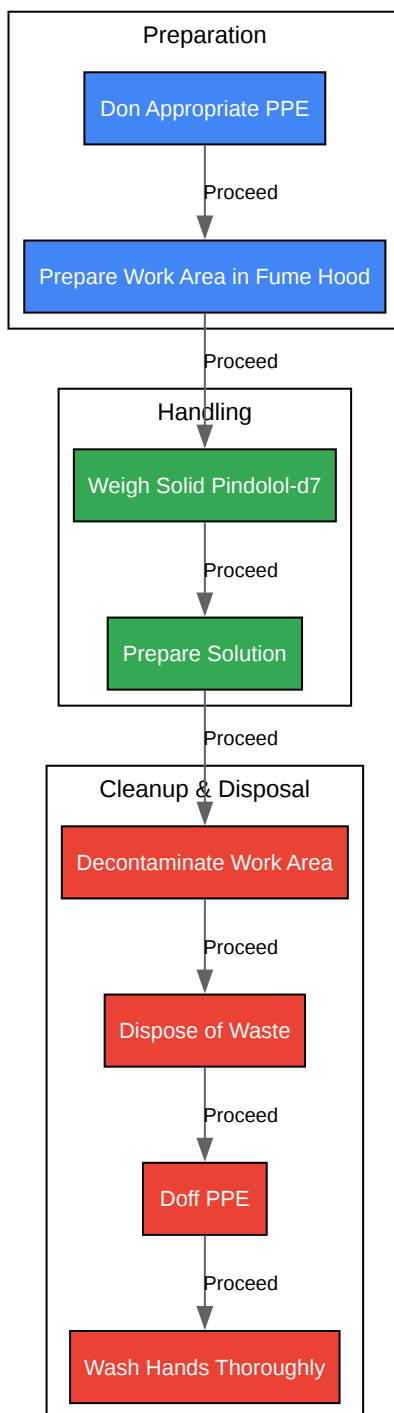 Preparation
Don Appropriate PPE
Proceed
Prepare Work Area in Fume Hood
Proceed
Handling
Weigh Solid Pindolol-d7
Proceed
Prepare Solution
Proceed
Cleanup & Disposal
Decontaminate Work Area
Proceed
Dispose of Waste
Proceed
Doff PPE
Proceed
Wash Hands Thoroughly